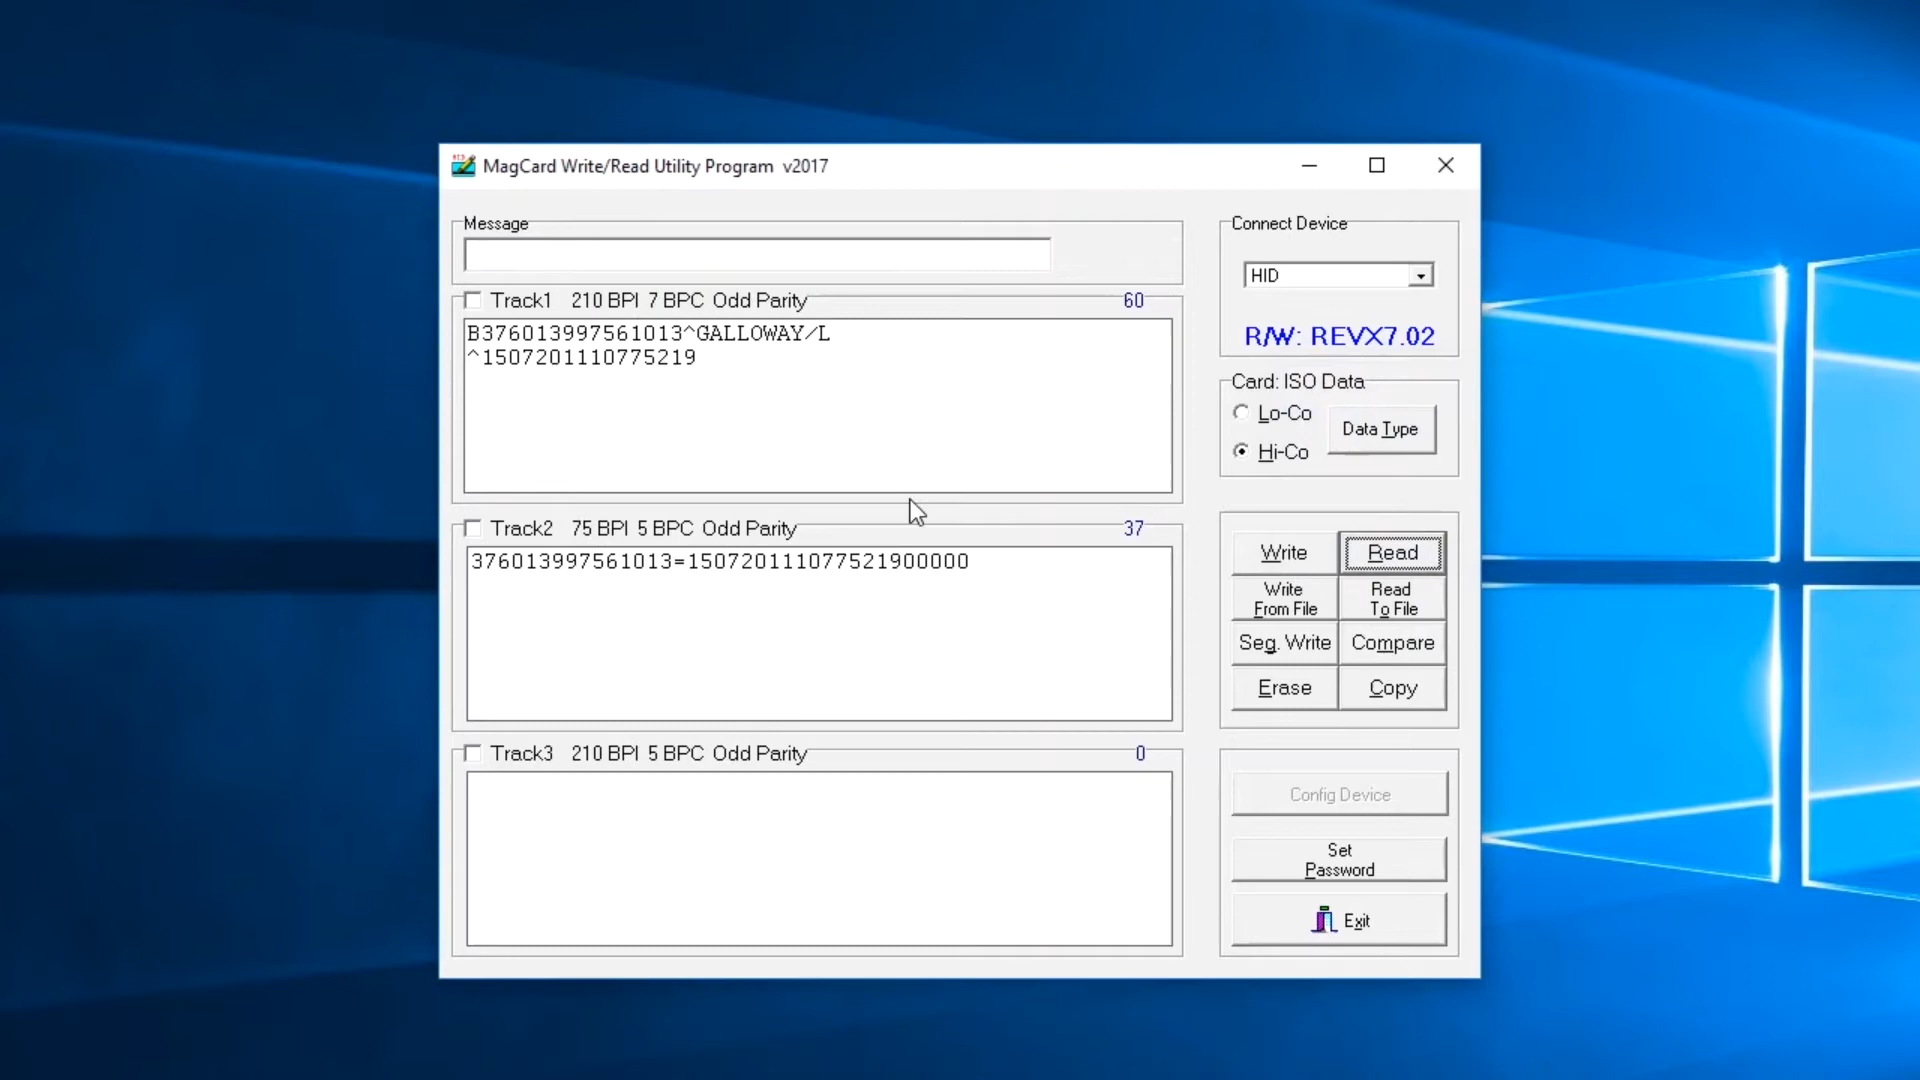 MagCard Write/Read Utility Program v2017
Message
Connect Device
HID
R/W: REVX7.02
Track1 210 BPI 7 BPC Odd Parity 60
B376013997561013^GALLOWAY/L
^1507201110775219
Card: ISO Data
Lo-Co
Hi-Co
Data Type
Track2 75 BPI 5 BPC Odd Parity 37
376013997561013=150720111077521900000
Write
Read
Write
From File
Read
To File
Seg. Write
Compare
Erase
Copy
Track3 210 BPI 5 BPC Odd Parity 0
Config Device
Set
Password
Exit